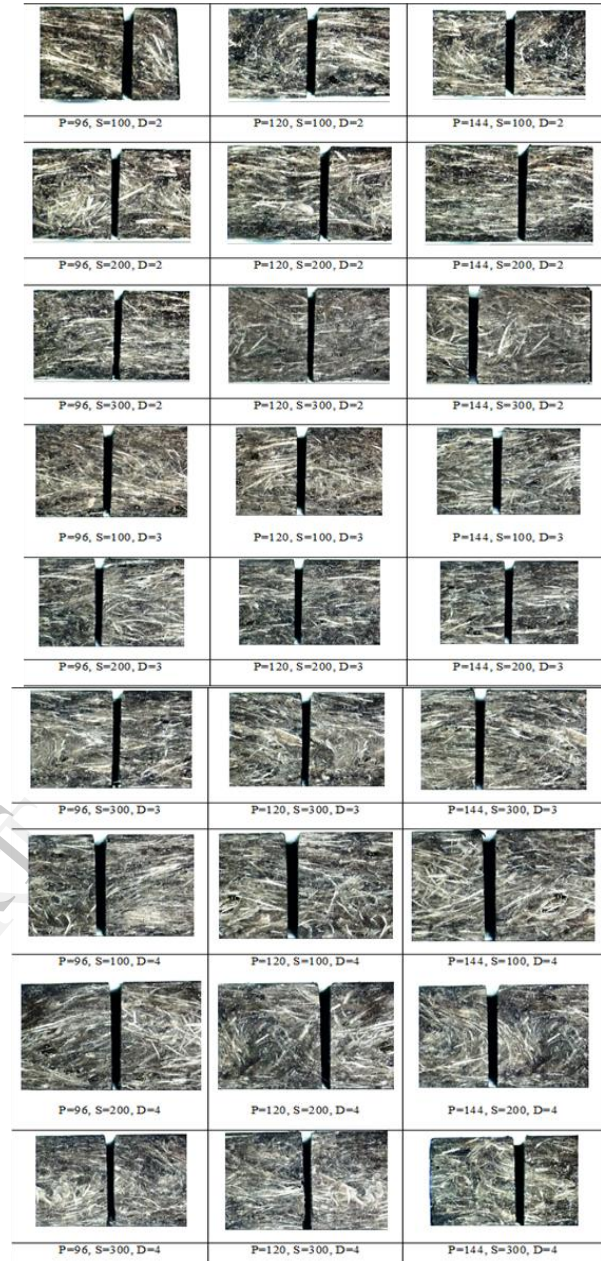 P=96, S=100, D=2 P=120, S=100, D=2 P=144, S=100, D=2
P=96, S=200, D=2 P=120, S=200, D=2 P=144, S=200, D=2
P=96, S=300, D=2 P=120, S=300, D=2 P=144, S=300, D=2
P=96, S=100, D=3 P=120, S=100, D=3 P=144, S=100, D=3
P=96, S=200, D=3 P=120, S=200, D=3 P=144, S=200, D=3
P=96, S=300, D=3 P=120, S=300, D=3 P=144, S=300, D=3
P=96, S=100, D=4 P=120, S=100, D=4 P=144, S=100, D=4
P=96, S=200, D=4 P=120, S=200, D=4 P=144, S=200, D=4
P=96, S=300, D=4 P=120, S=300, D=4 P=144, S=300, D=4